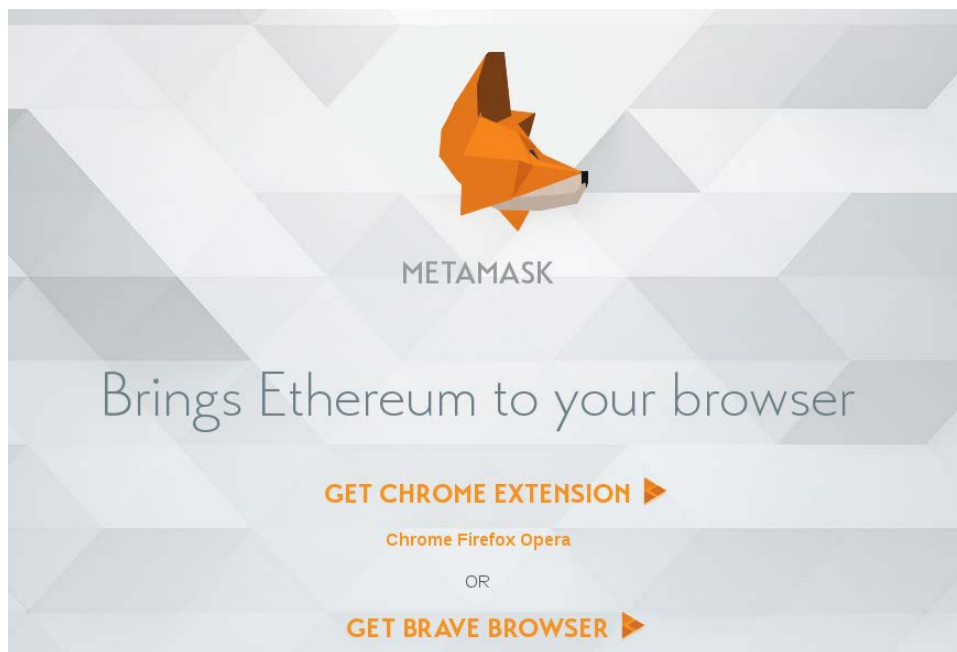 METAMASK
Brings Ethereum to your browser
GET CHROME EXTENSION
Chrome Firefox Opera
OR
GET BRAVE BROWSER